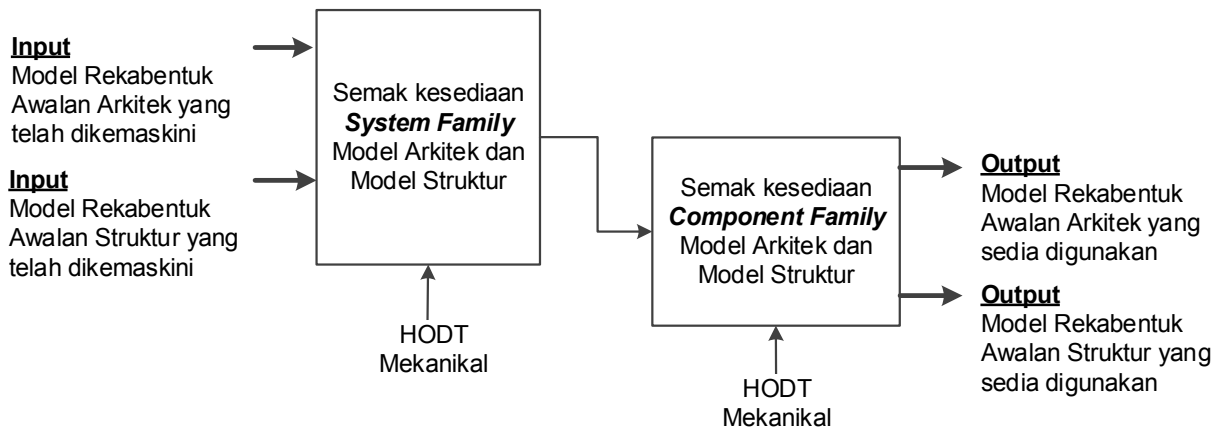 Input
Model Rekabentuk
Awalan Arkitek yang
telah dikemaskini
Input
Model Rekabentuk
Awalan Struktur yang
telah dikemaskini
Semak kesediaan
System Family
Model Arkitek dan
Model Struktur
HODT
Mekanikal
Semak kesediaan
Component Family
Model Arkitek dan
Model Struktur
HODT
Mekanikal
Output
Model Rekabentuk
Awalan Arkitek yang
sedia digunakan
Output
Model Rekabentuk
Awalan Struktur yang
sedia digunakan